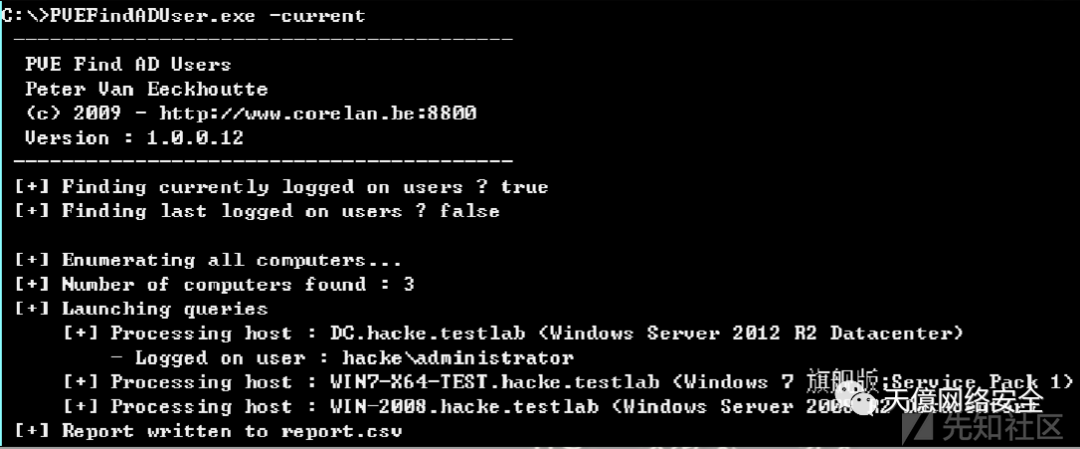 C:\>PVEFindADUser.exe -current
-----------------------------------------
PVE Find AD Users
Peter Van Eeckhoutte
(c) 2009 - http://www.corelan.be:8800
Version : 1.0.0.12
-----------------------------------------
[+] Finding currently logged on users ? true
[+] Finding last logged on users ? false
[+] Enumerating all computers...
[+] Number of computers found : 3
[+] Launching queries
[+] Processing host : DC.hacke.testlab (Windows Server 2012 R2 Datacenter)
- Logged on user : hacke\administrator
[+] Processing host : WIN7-X64-TEST.hacke.testlab (Windows 7 旗舰版;Service Pack 1)
[+] Processing host : WIN-2008.hacke.testlab (Windows Server 2008 R2
天億网络安全
[+] Report written to report.csv
先知社区